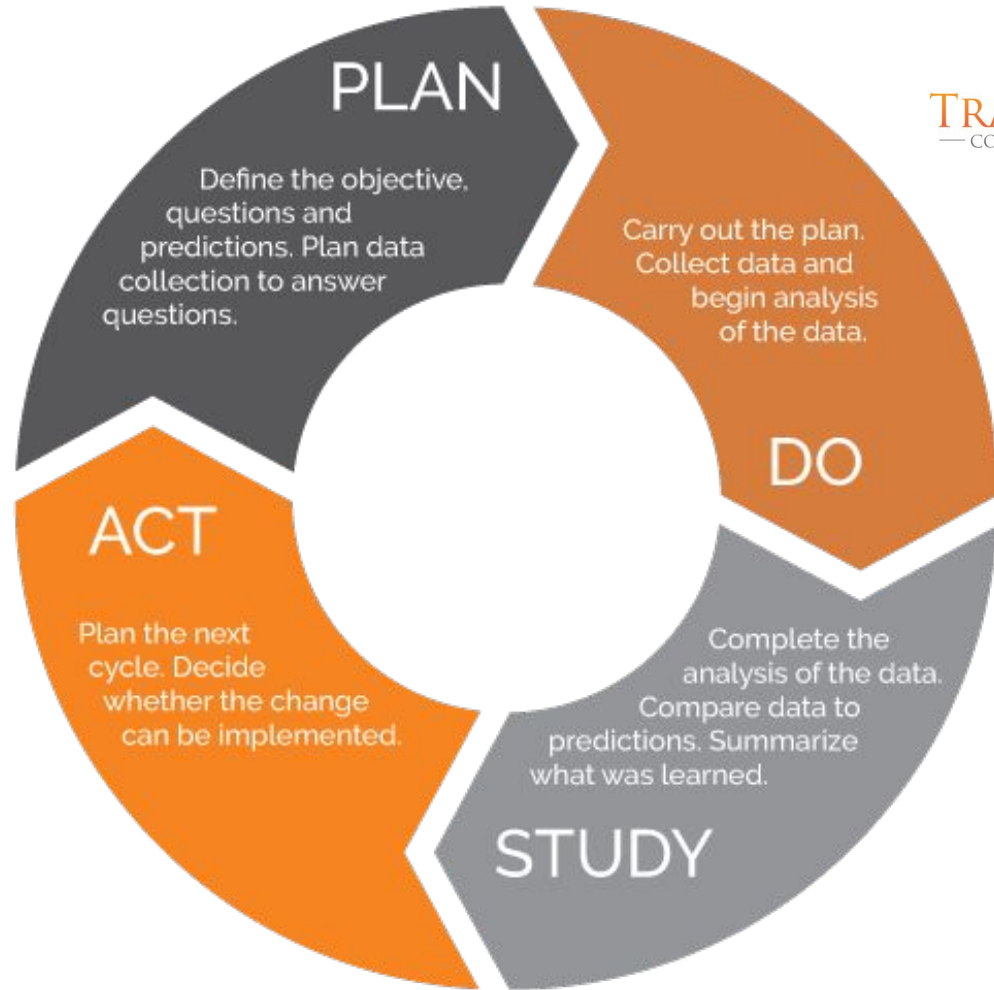 PLAN
Define the objective,
questions and
predictions. Plan data
collection to answer
questions.
Carry out the plan.
Collect data and
begin analysis
of the data.
DO
Complete the
analysis of the data.
Compare data to
predictions. Summarize
what was learned.
STUDY
ACT
Plan the next
cycle. Decide
whether the change
can be implemented.